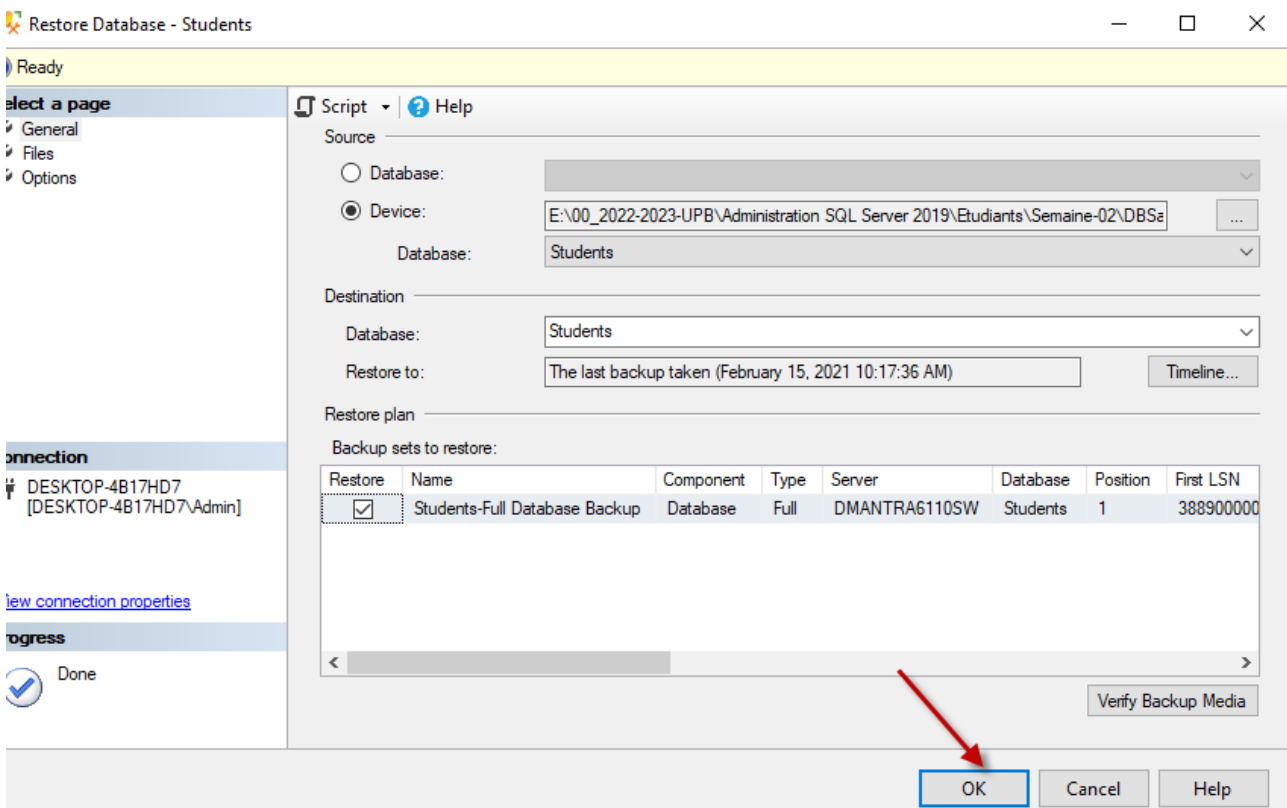 Restore Database - Students
Ready
elect a page
General
Files
Options
Script Help
Source
Database:
Device: E:\00_2022-2023-UPB\Administration SQL Server 2019\Etudiants\Semaine-02\DBSa ...
Database: Students
Destination
Database: Students
Restore to: The last backup taken (February 15, 2021 10:17:36 AM) Timeline...
Restore plan
Backup sets to restore:
Restore Name Component Type Server Database Position First LSN
Students-Full Database Backup Database Full DMANTRA6110SW Students 1 388900000
onnection
DESKTOP-4B17HD7
[DESKTOP-4B17HD7\Admin]
iew connection properties
rogress
Done
Verify Backup Media
OK Cancel Help